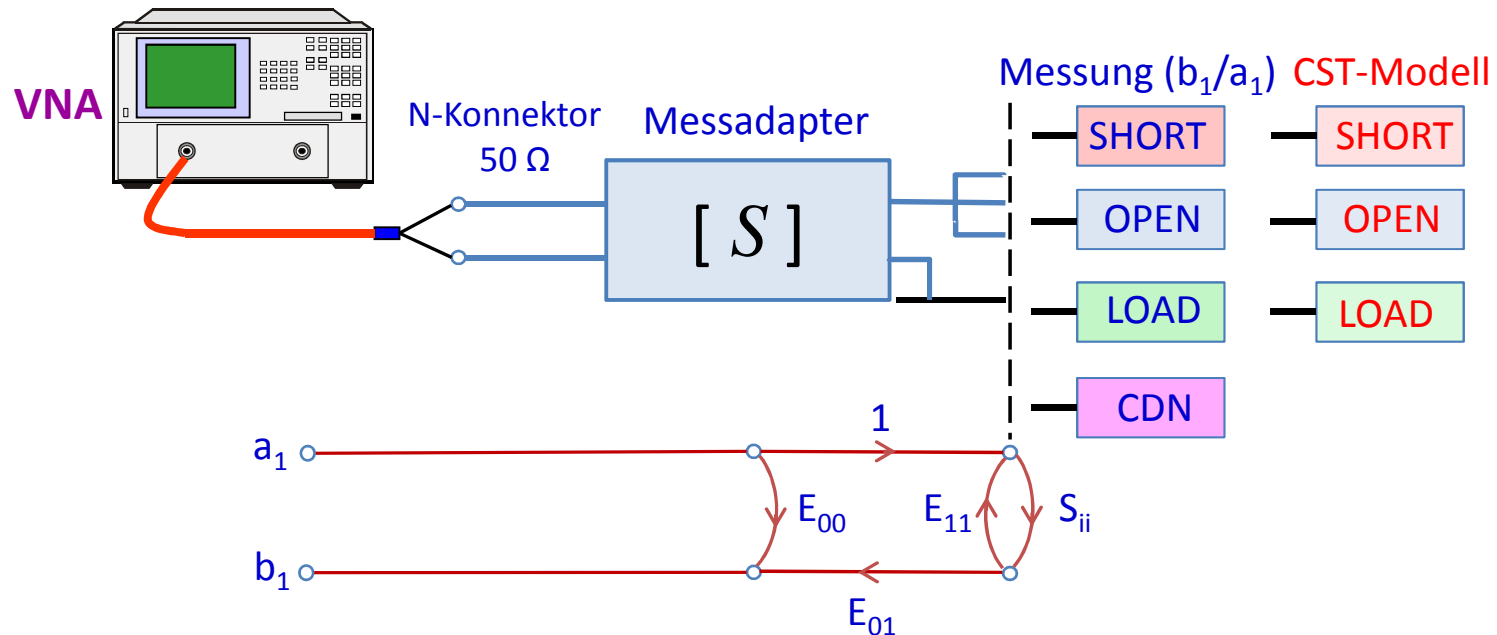 VNA
N-Konnektor
50 Ω
Messadapter
[ S ]
Messung (b₁/a₁)
CST-Modell
SHORT
SHORT
OPEN
OPEN
LOAD
LOAD
CDN
a₁
1
E₀₀
E₁₁
Sᵢᵢ
b₁
E₀₁